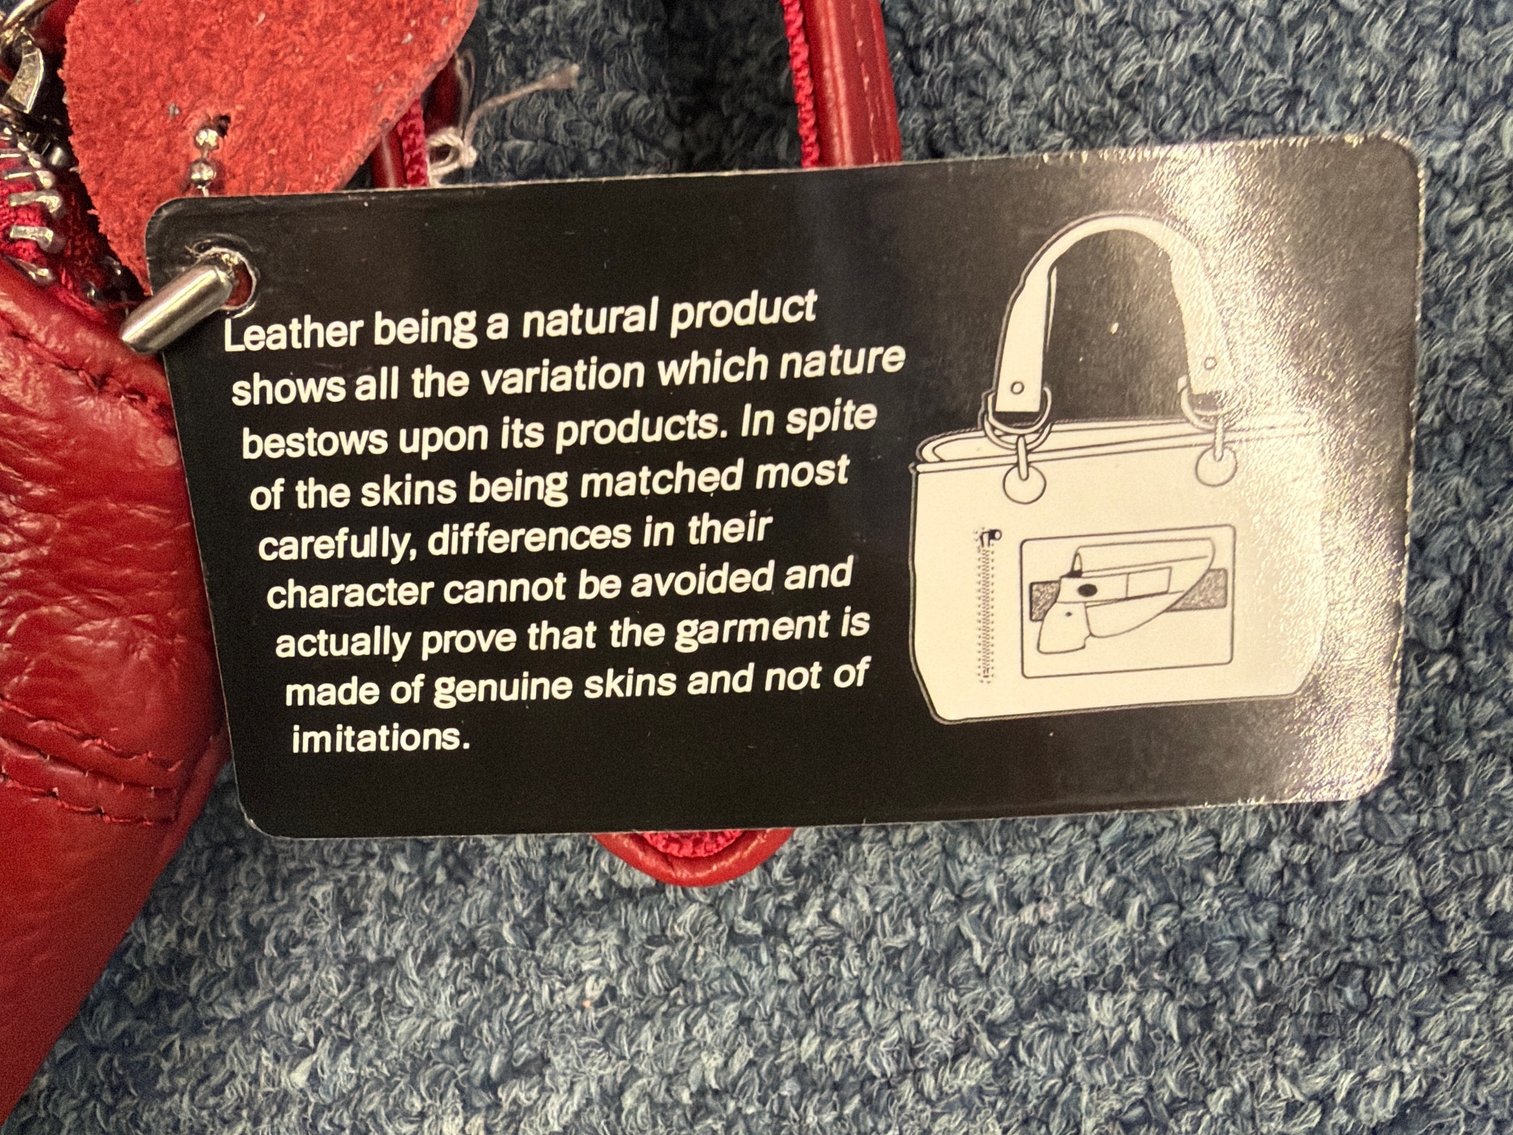 Leather being a natural product
shows all the variation which nature
bestows upon its products. In spite
of the skins being matched most
carefully, differences in their
character cannot be avoided and
actually prove that the garment is
made of genuine skins and not of
imitations.